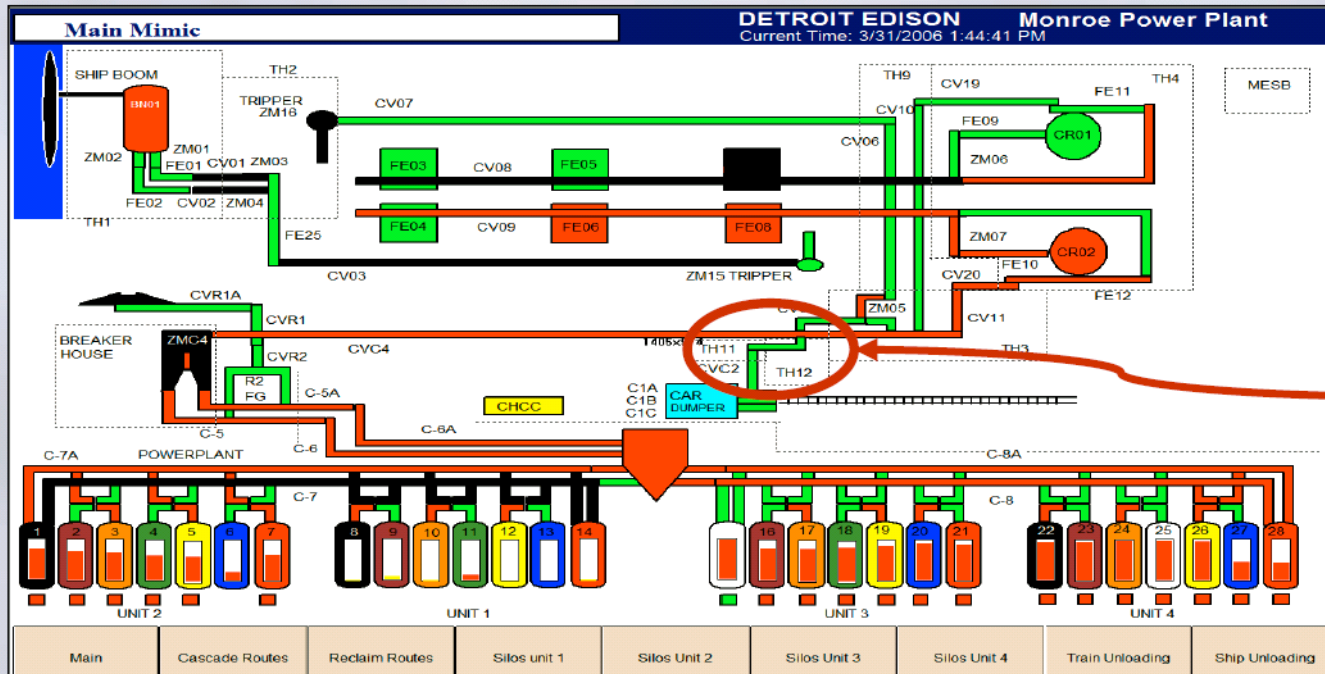 Main Mimic
DETROIT EDISON Monroe Power Plant
Current Time: 3/31/2006 1:44:41 PM
SHIP BOOM
TH2
TH9
CV19
FE11
TH4
MESB
BN01
TRIPPER
ZM16
CV07
CV10
FE09
CR01
CV06
ZM02
ZM01
FE01
CV01
ZM03
FE03
CV08
FE05
ZM06
FE02
CV02
ZM04
TH1
FE25
FE04
CV09
FE06
FE08
ZM07
CR02
CV03
ZM15 TRIPPER
CV20
FE10
FE12
CVR1A
ZM05
CV11
CVR1
BREAKER
HOUSE
ZMC4
CVC4
TH11
TH3
CVR2
CVC2
TH12
R2
FG
C-5A
CHCC
C1A
C1B
C1C
CAR
DUMPER
C-5
C-6A
C-6
C-7A
POWERPLANT
C-8A
C-7
C-8
1 2 3 4 5 6 7 8 9 10 11 12 13 14 16 17 18 19 20 21 22 23 24 25 26 27 28
UNIT 2
UNIT 1
UNIT 3
UNIT 4
Main
Cascade Routes
Reclaim Routes
Silos unit 1
Silos Unit 2
Silos Unit 3
Silos Unit 4
Train Unloading
Ship Unloading